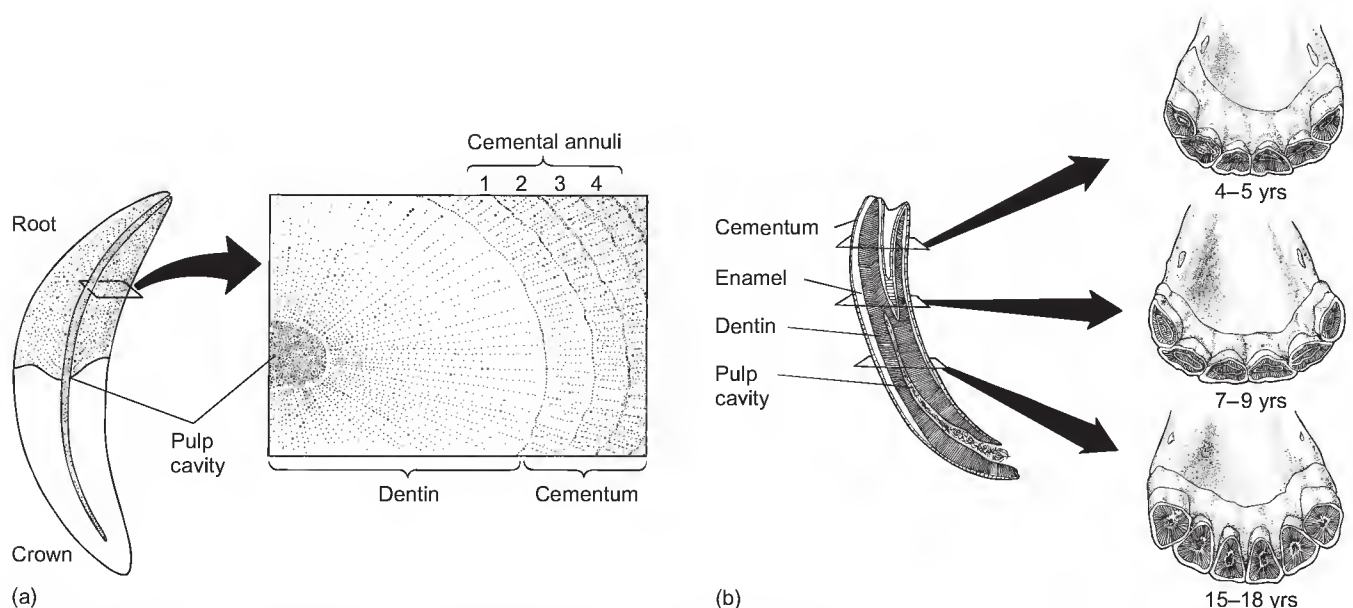 Cemental annuli
1 2 3 4
Root
Pulp
cavity
Dentin
Cementum
Crown
(a)
Cementum
Enamel
Dentin
Pulp
cavity
4–5 yrs
7–9 yrs
15–18 yrs
(b)